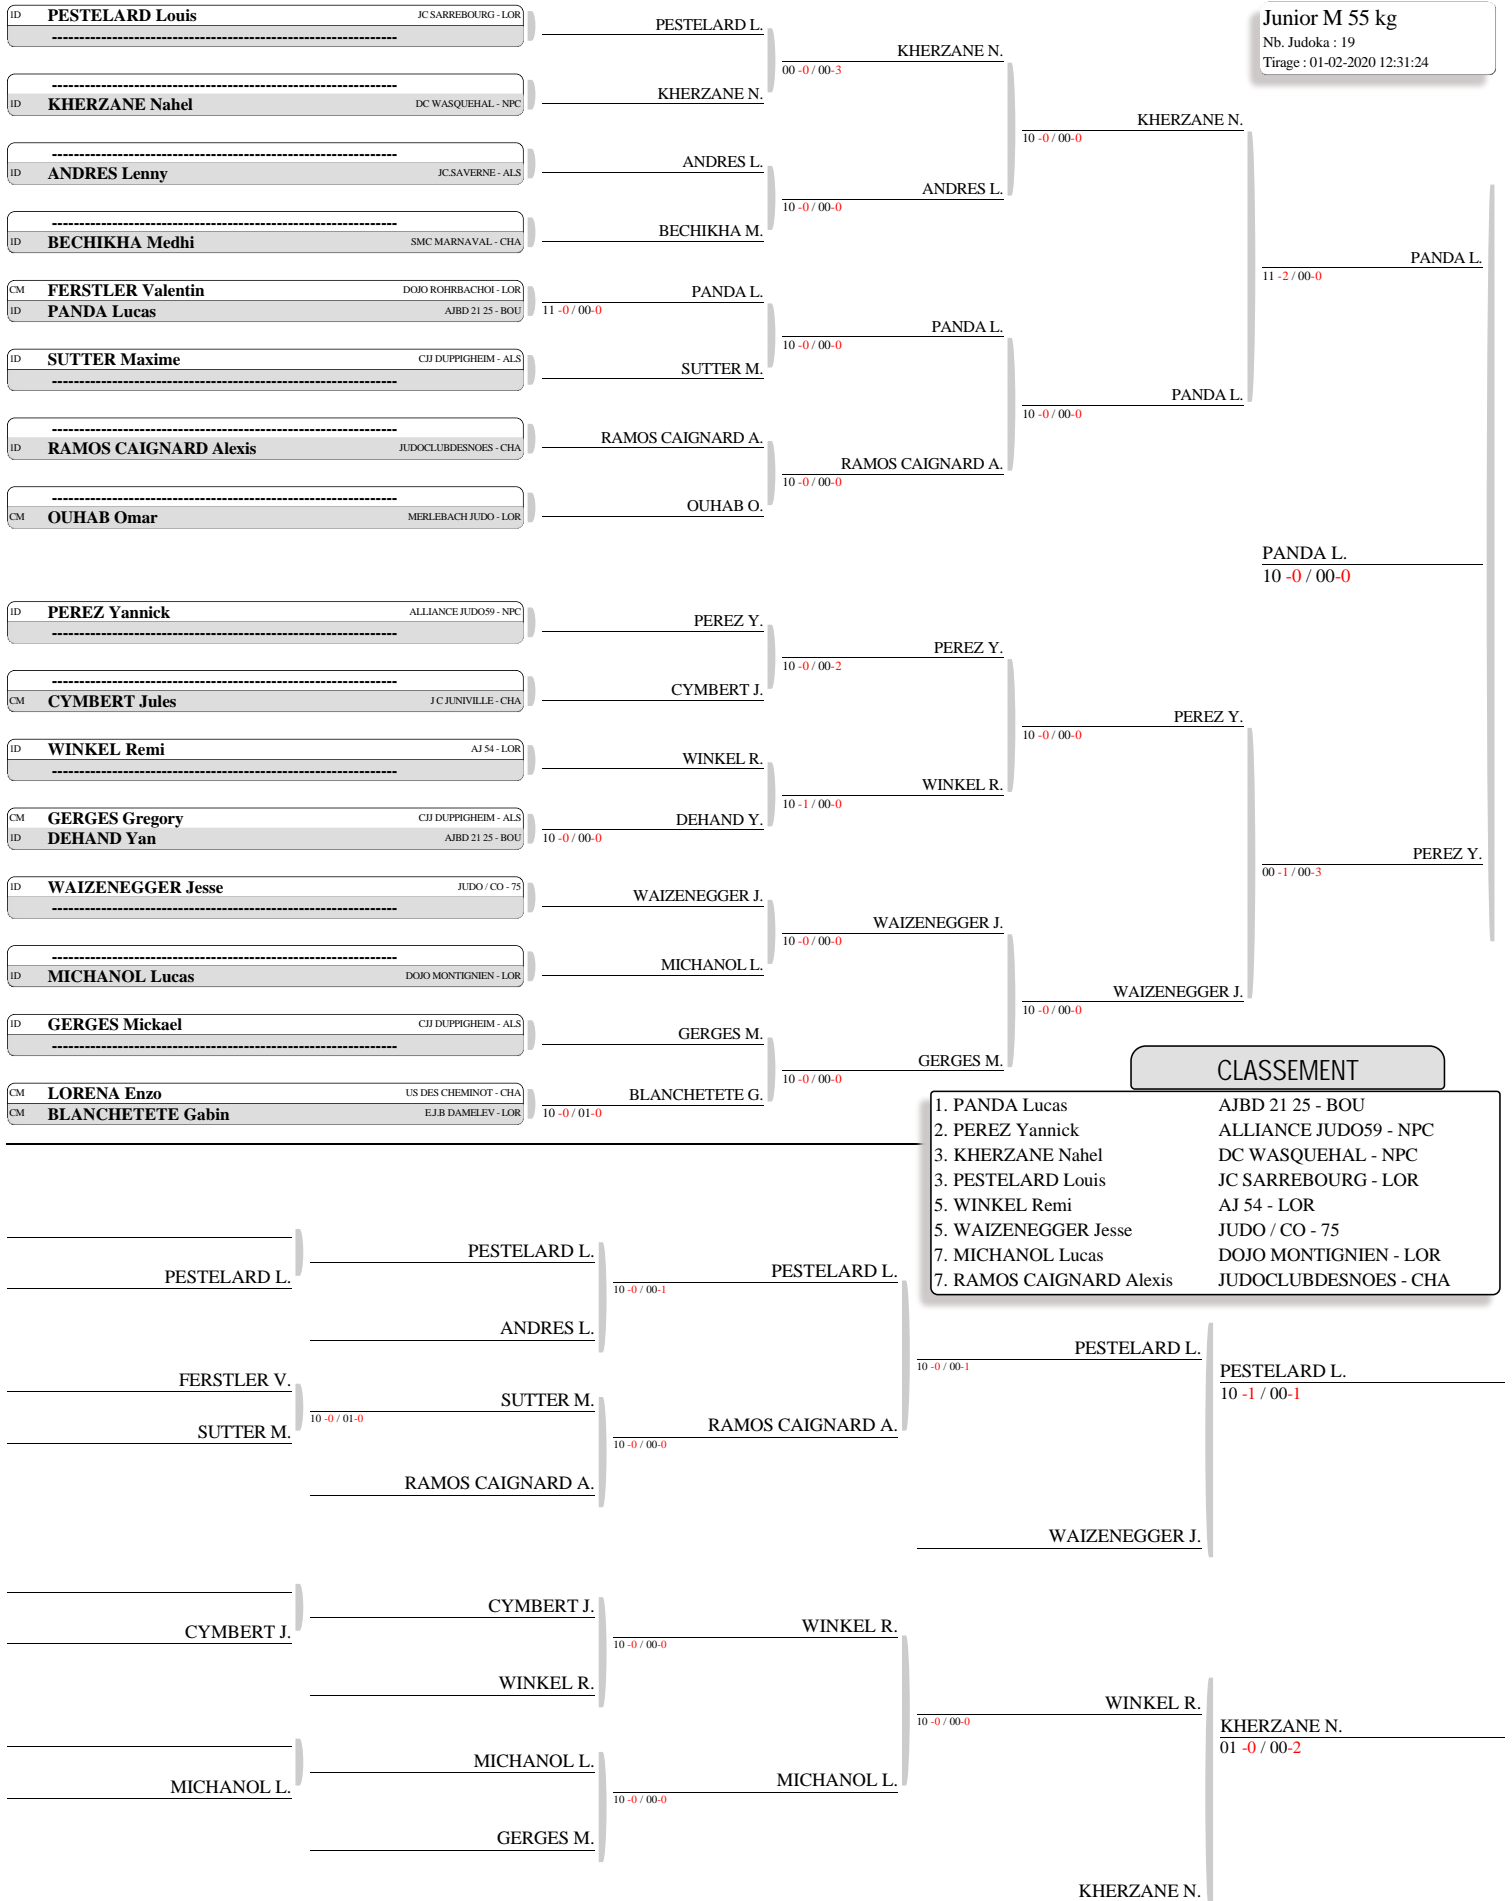 Junior M 55 kg
Nb. Judoka : 19
Tirage : 01-02-2020 12:31:24
1D PESTELARD Louis JC SARREBOURG - LOR
------------------------------------------------------------
------------------------------------------------------------
1D KHERZANE Nahel DC WASQUEHAL - NPC
------------------------------------------------------------
1D ANDRES Lenny JC.SAVERNE - ALS
------------------------------------------------------------
1D BECHIKHA Medhi SMC MARNAVAL - CHA
CM FERSTLER Valentin DOJO ROHRBACHOI - LOR
1D PANDA Lucas AJBD 21 25 - BOU
1D SUTTER Maxime CJJ DUPPIGHEIM - ALS
------------------------------------------------------------
------------------------------------------------------------
1D RAMOS CAIGNARD Alexis JUDOCLUBDESNOES - CHA
------------------------------------------------------------
CM OUHAB Omar MERLEBACH JUDO - LOR
1D PEREZ Yannick ALLIANCE JUDO59 - NPC
------------------------------------------------------------
------------------------------------------------------------
CM CYMBERT Jules J C JUNIVILLE - CHA
1D WINKEL Remi AJ 54 - LOR
------------------------------------------------------------
CM GERGES Gregory CJJ DUPPIGHEIM - ALS
1D DEHAND Yan AJBD 21 25 - BOU
1D WAIZENEGGER Jesse JUDO / CO - 75
------------------------------------------------------------
------------------------------------------------------------
1D MICHANOL Lucas DOJO MONTIGNIEN - LOR
1D GERGES Mickael CJJ DUPPIGHEIM - ALS
------------------------------------------------------------
CM LORENA Enzo US DES CHEMINOT - CHA
CM BLANCHETETE Gabin E.J.B DAMELEV - LOR
PESTELARD L.
KHERZANE N.
ANDRES L.
BECHIKHA M.
PANDA L.
11 -0 / 00-0
SUTTER M.
RAMOS CAIGNARD A.
OUHAB O.
PEREZ Y.
CYMBERT J.
WINKEL R.
DEHAND Y.
10 -0 / 00-0
WAIZENEGGER J.
MICHANOL L.
GERGES M.
BLANCHETETE G.
10 -0 / 01-0
KHERZANE N.
00 -0 / 00-3
ANDRES L.
10 -0 / 00-0
PANDA L.
10 -0 / 00-0
RAMOS CAIGNARD A.
10 -0 / 00-0
PEREZ Y.
10 -0 / 00-2
WINKEL R.
10 -1 / 00-0
WAIZENEGGER J.
10 -0 / 00-0
GERGES M.
10 -0 / 00-0
KHERZANE N.
10 -0 / 00-0
PANDA L.
10 -0 / 00-0
PEREZ Y.
10 -0 / 00-0
WAIZENEGGER J.
10 -0 / 00-0
PANDA L.
11 -2 / 00-0
PEREZ Y.
00 -1 / 00-3
PANDA L.
10 -0 / 00-0
CLASSEMENT
1. PANDA Lucas AJBD 21 25 - BOU
2. PEREZ Yannick ALLIANCE JUDO59 - NPC
3. KHERZANE Nahel DC WASQUEHAL - NPC
3. PESTELARD Louis JC SARREBOURG - LOR
5. WINKEL Remi AJ 54 - LOR
5. WAIZENEGGER Jesse JUDO / CO - 75
7. MICHANOL Lucas DOJO MONTIGNIEN - LOR
7. RAMOS CAIGNARD Alexis JUDOCLUBDESNOES - CHA
PESTELARD L.
FERSTLER V.
SUTTER M.
CYMBERT J.
MICHANOL L.
PESTELARD L.
ANDRES L.
SUTTER M.
10 -0 / 01-0
RAMOS CAIGNARD A.
CYMBERT J.
WINKEL R.
MICHANOL L.
GERGES M.
PESTELARD L.
10 -0 / 00-1
RAMOS CAIGNARD A.
10 -0 / 00-0
WINKEL R.
10 -0 / 00-0
MICHANOL L.
10 -0 / 00-0
PESTELARD L.
10 -0 / 00-1
WAIZENEGGER J.
WINKEL R.
10 -0 / 00-0
KHERZANE N.
PESTELARD L.
10 -1 / 00-1
KHERZANE N.
01 -0 / 00-2